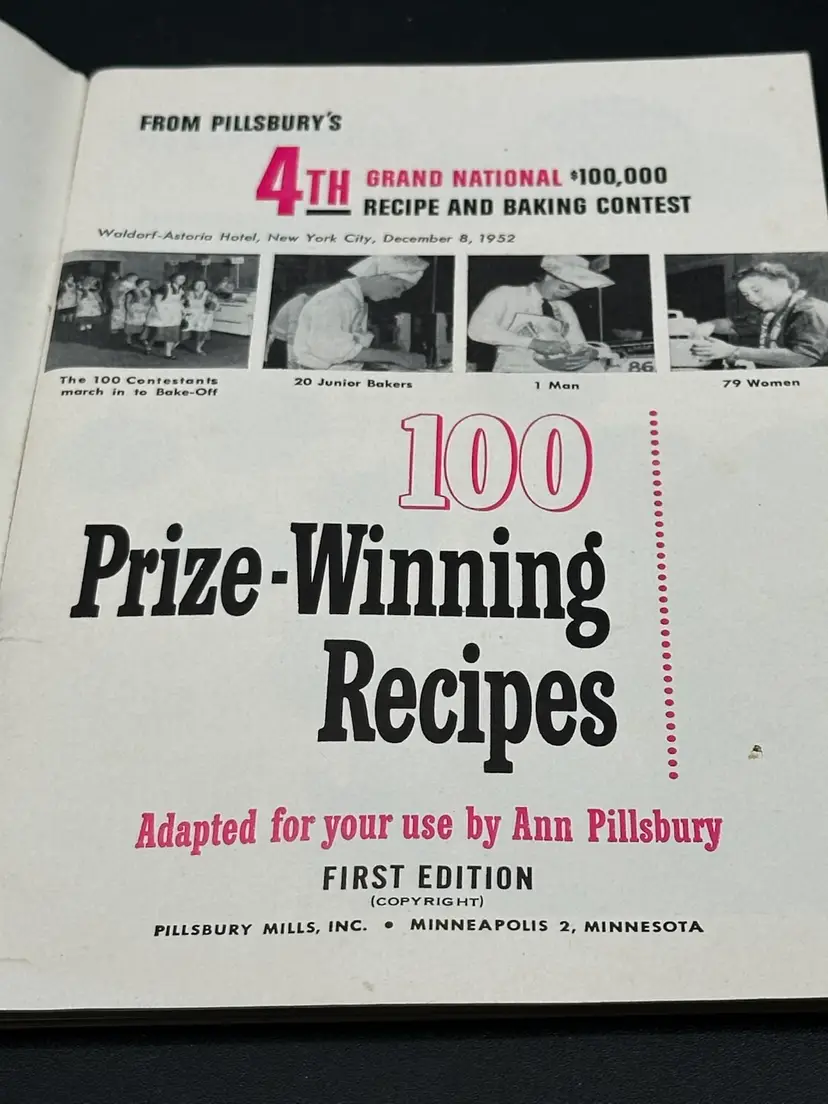 FROM PILLSBURY'S
4TH GRAND NATIONAL $100,000
RECIPE AND BAKING CONTEST
Waldorf-Astoria Hotel, New York City, December 8, 1952
86
The 100 Contestants
march in to Bake-Off
20 Junior Bakers
1 Man
79 Women
100
Prize-Winning
Recipes
Adapted for your use by Ann Pillsbury
FIRST EDITION
(COPYRIGHT)
PILLSBURY MILLS, INC. • MINNEAPOLIS 2, MINNESOTA